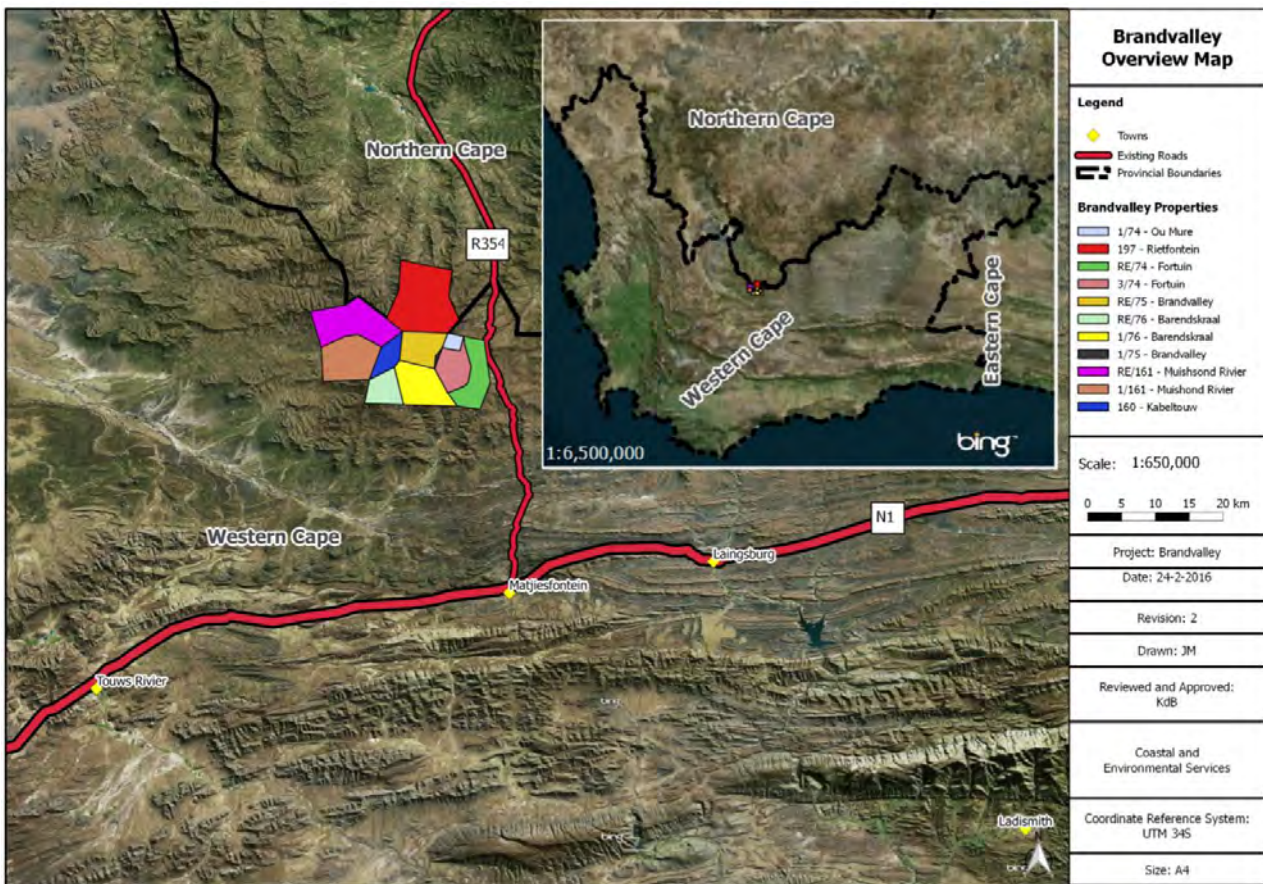 Northern Cape
R354
Western Cape
N1
Laingsburg
Matjiesfontein
Touws Rivier
Ladismith
bing
bing
bing
Northern Cape
Western Cape
Eastern Cape
1:6,500,000
bing™
Brandvalley
Overview Map
Legend
Towns
Existing Roads
Provincial Boundaries
Brandvalley Properties
1/74 - Ou Mure
197 - Rietfontein
RE/74 - Fortuin
3/74 - Fortuin
RE/75 - Brandvalley
RE/76 - Barendskraal
1/76 - Barendskraal
1/75 - Brandvalley
RE/161 - Muishsond Rivier
1/161 - Muishond Rivier
160 - Kabeltouw
Scale: 1:650,000
0 5 10 15 20 km
Project: Brandvalley
Date: 24-2-2016
Revision: 2
Drawn: JM
Reviewed and Approved:
KdB
Coastal and
Environmental Services
Coordinate Reference System:
UTM 34S
Size: A4